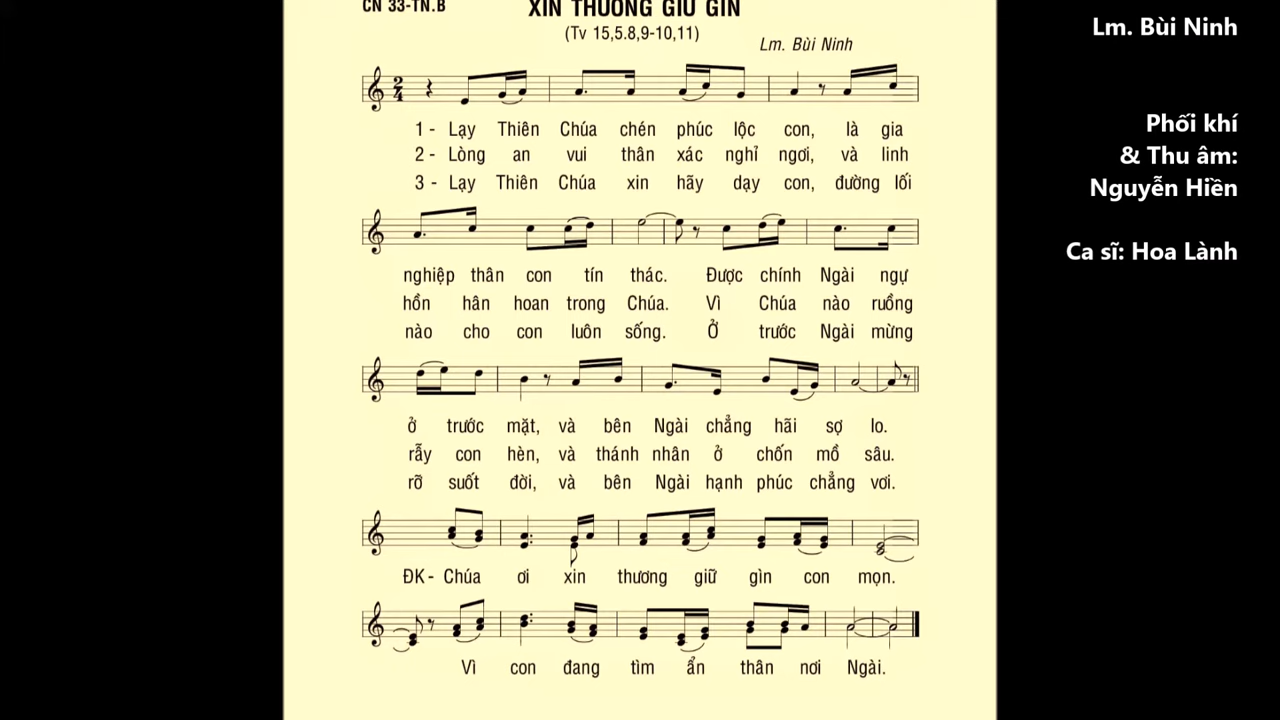 CN 33-TN.B
XIN THƯƠNG GIỮ GÌN
(Tv 15,5.8,9-10,11)
Lm. Bùi Ninh
1 - Lạy Thiên Chúa chén phúc lộc con, là gia
2 - Lòng an vui thân xác nghỉ ngơi, và linh
3 - Lạy Thiên Chúa xin hãy dạy con, đường lối
nghiệp thân con tín thác. Được chính Ngài ngự
hồn hân hoan trong Chúa. Vì Chúa nào ruồng
nào cho con luôn sống. Ở trước Ngài mừng
ở trước mặt, và bên Ngài chẳng hãi sợ lo.
rẫy con hèn, và thánh nhân ở chốn mồ sâu.
rỡ suốt đời, và bên Ngài hạnh phúc chẳng vơi.
ĐK - Chúa ơi xin thương giữ gìn con mọn.
Vì con đang tìm ẩn thân nơi Ngài.
Lm. Bùi Ninh
Phối khí
& Thu âm:
Nguyễn Hiền
Ca sĩ: Hoa Lành